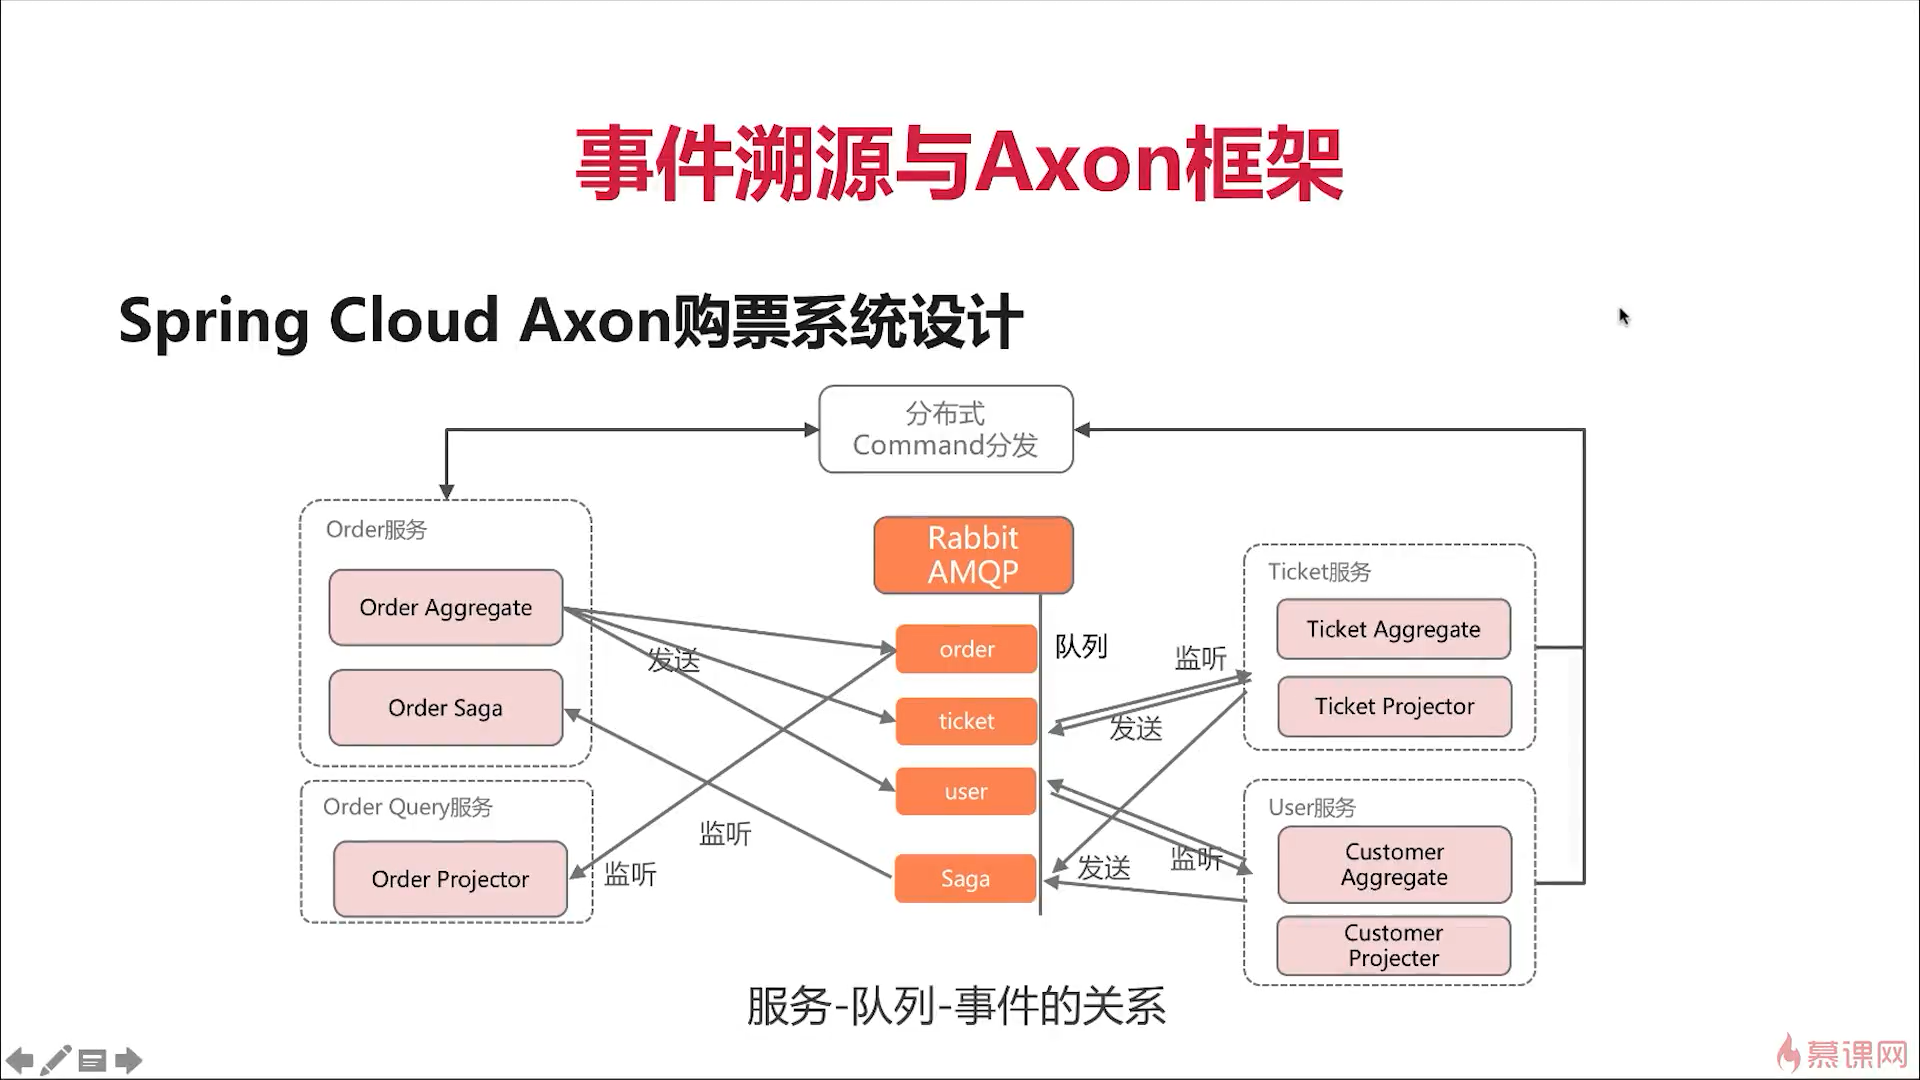 事件溯源与Axon框架
Spring Cloud Axon购票系统设计
分布式
Command分发
Order服务
Order Aggregate
Order Saga
Order Query服务
Order Projector
Rabbit
AMQP
order
ticket
user
Saga
队列
发送
监听
监听
监听
发送
监听
发送
Ticket服务
Ticket Aggregate
Ticket Projector
User服务
Customer
Aggregate
Customer
Projecter
服务-队列-事件的关系
慕课网